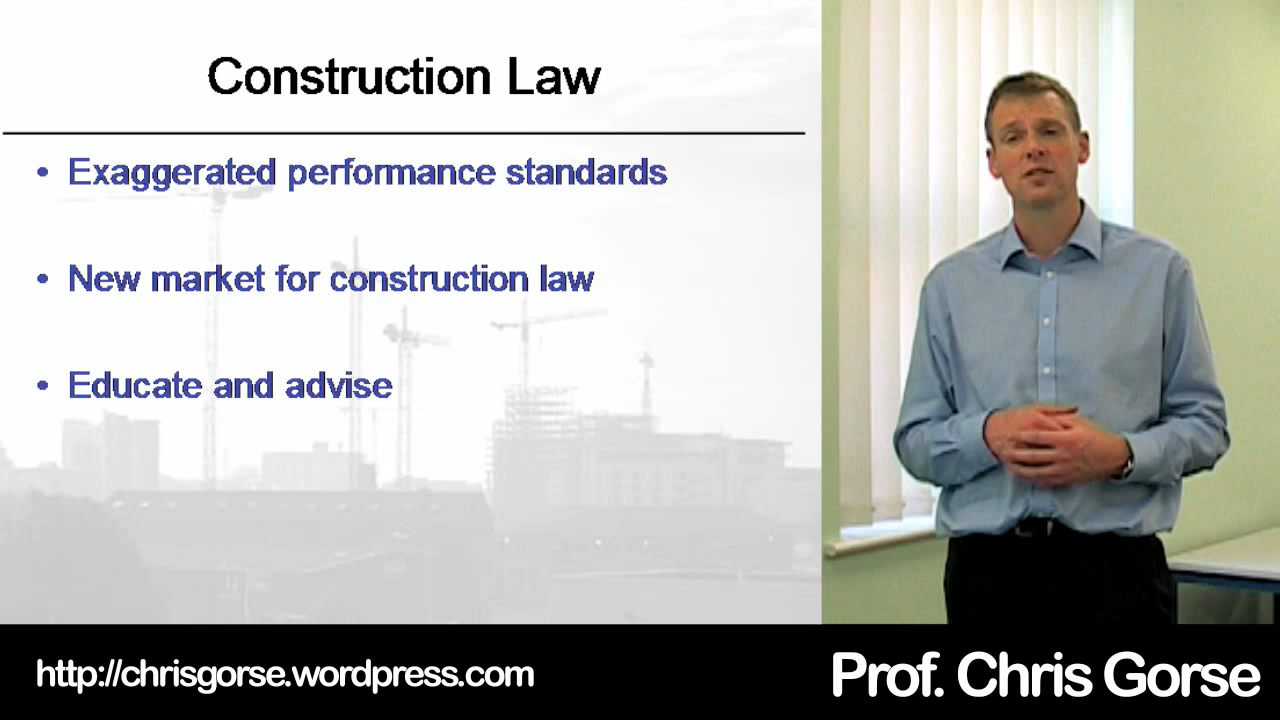 Construction Law
• Exaggerated performance standards
• New market for construction law
• Educate and advise
http://chrisgorse.wordpress.com
Prof. Chris Gorse